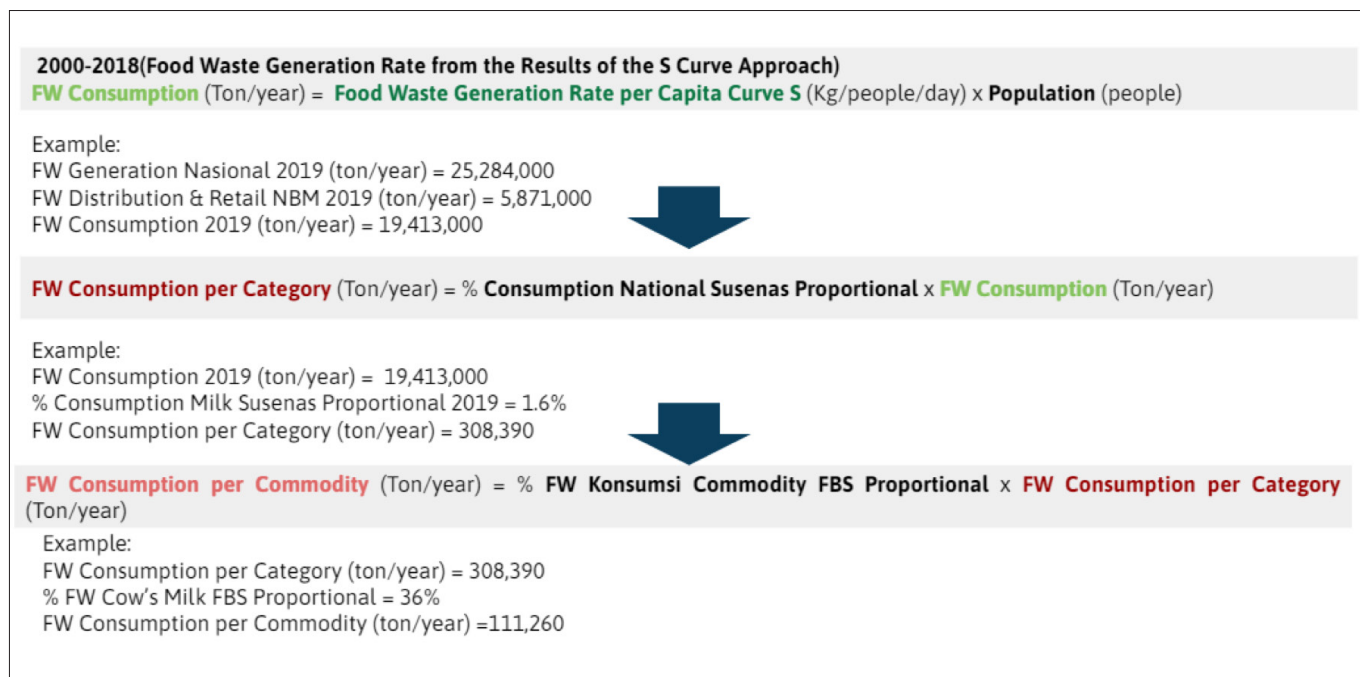 2000-2018(Food Waste Generation Rate from the Results of the S Curve Approach)
FW Consumption (Ton/year) = Food Waste Generation Rate per Capita Curve S (Kg/people/day) x Population (people)
Example:
FW Generation Nasional 2019 (ton/year) = 25,284,000
FW Distribution & Retail NBM 2019 (ton/year) = 5,871,000
FW Consumption 2019 (ton/year) = 19,413,000
FW Consumption per Category (Ton/year) = % Consumption National Susenas Proportional x FW Consumption (Ton/year)
Example:
FW Consumption 2019 (ton/year) = 19,413,000
% Consumption Milk Susenas Proportional 2019 = 1.6%
FW Consumption per Category (ton/year) = 308,390
FW Consumption per Commodity (Ton/year) = % FW Konsumsi Commodity FBS Proportional x FW Consumption per Category
(Ton/year)
Example:
FW Consumption per Category (ton/year) = 308,390
% FW Cow's Milk FBS Proportional = 36%
FW Consumption per Commodity (ton/year) =111,260